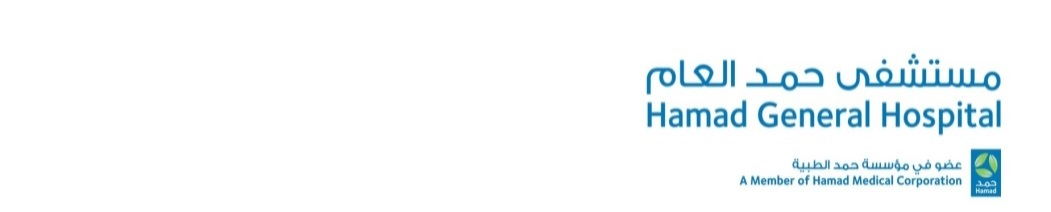 مستشفى حمد العام
Hamad General Hospital
عضو في مؤسسة حمد الطبية
A Member of Hamad Medical Corporation
حمد
Hamad